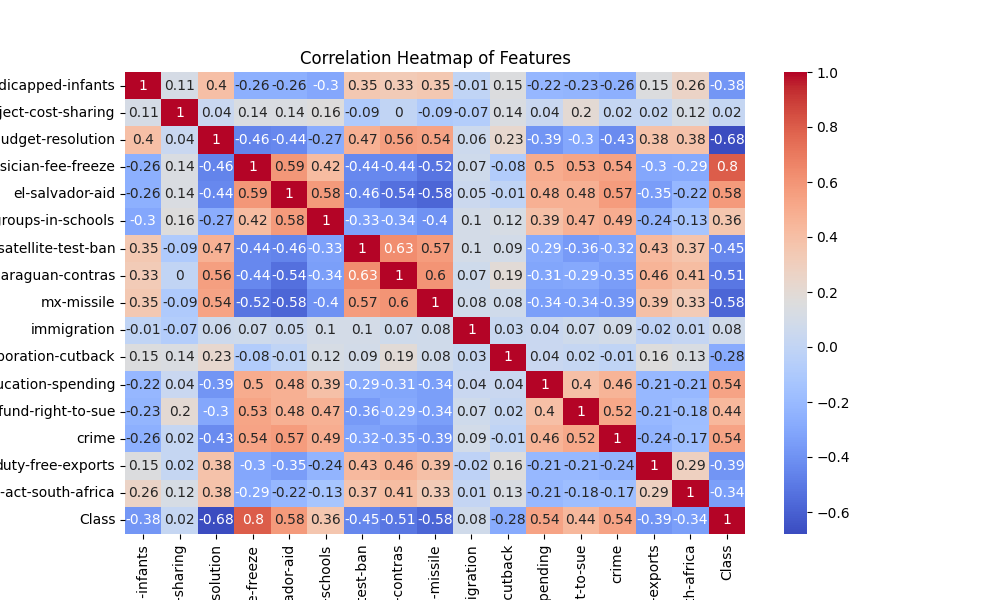 Correlation Heatmap of Features
dicapped-infants 1 0.11 0.4 -0.26 -0.26 -0.3 0.35 0.33 0.35 -0.01 0.15 -0.22 -0.23 -0.26 0.15 0.26 -0.38 1.0
ject-cost-sharing 0.11 1 0.04 0.14 0.14 0.16 -0.09 0 -0.09 -0.07 0.14 0.04 0.2 0.02 0.02 0.12 0.02
udget-resolution 0.4 0.04 1 -0.46 -0.44 -0.27 0.47 0.56 0.54 0.06 0.23 -0.39 -0.3 -0.43 0.38 0.38 -0.68 0.8
sician-fee-freeze -0.26 0.14 -0.46 1 0.59 0.42 -0.44 -0.44 -0.52 0.07 -0.08 0.5 0.53 0.54 -0.3 -0.29 0.8
el-salvador-aid -0.26 0.14 -0.44 0.59 1 0.58 -0.46 -0.54 -0.58 0.05 -0.01 0.48 0.48 0.57 -0.35 -0.22 0.58 0.6
groups-in-schools -0.3 0.16 -0.27 0.42 0.58 1 -0.33 -0.34 -0.4 0.1 0.12 0.39 0.47 0.49 -0.24 -0.13 0.36
satellite-test-ban 0.35 -0.09 0.47 -0.44 -0.46 -0.33 1 0.63 0.57 0.1 0.09 -0.29 -0.36 -0.32 0.43 0.37 -0.45 0.4
araguan-contras 0.33 0 0.56 -0.44 -0.54 -0.34 0.63 1 0.6 0.07 0.19 -0.31 -0.29 -0.35 0.46 0.41 -0.51
mx-missile 0.35 -0.09 0.54 -0.52 -0.58 -0.4 0.57 0.6 1 0.08 0.08 -0.34 -0.34 -0.39 0.39 0.33 -0.58 0.2
immigration -0.01 -0.07 0.06 0.07 0.05 0.1 0.1 0.07 0.08 1 0.03 0.04 0.07 0.09 -0.02 0.01 0.08
poration-cutback 0.15 0.14 0.23 -0.08 -0.01 0.12 0.09 0.19 0.08 0.03 1 0.04 0.02 -0.01 0.16 0.13 -0.28 0.0
ucation-spending -0.22 0.04 -0.39 0.5 0.48 0.39 -0.29 -0.31 -0.34 0.04 0.04 1 0.4 0.46 -0.21 -0.21 0.54
fund-right-to-sue -0.23 0.2 -0.3 0.53 0.48 0.47 -0.36 -0.29 -0.34 0.07 0.02 0.4 1 0.52 -0.21 -0.18 0.44 −0.2
crime -0.26 0.02 -0.43 0.54 0.57 0.49 -0.32 -0.35 -0.39 0.09 -0.01 0.46 0.52 1 -0.24 -0.17 0.54
duty-free-exports 0.15 0.02 0.38 -0.3 -0.35 -0.24 0.43 0.46 0.39 -0.02 0.16 -0.21 -0.21 -0.24 1 0.29 -0.39 −0.4
-act-south-africa 0.26 0.12 0.38 -0.29 -0.22 -0.13 0.37 0.41 0.33 0.01 0.13 -0.21 -0.18 -0.17 0.29 1 -0.34
Class -0.38 0.02 -0.68 0.8 0.58 0.36 -0.45 -0.51 -0.58 0.08 -0.28 0.54 0.44 0.54 -0.39 -0.34 1 −0.6
-infants
-sharing
solution
e-freeze
ador-aid
-schools
test-ban
-contras
-missile
igration
cutback
pending
t-to-sue
crime
-exports
th-africa
Class